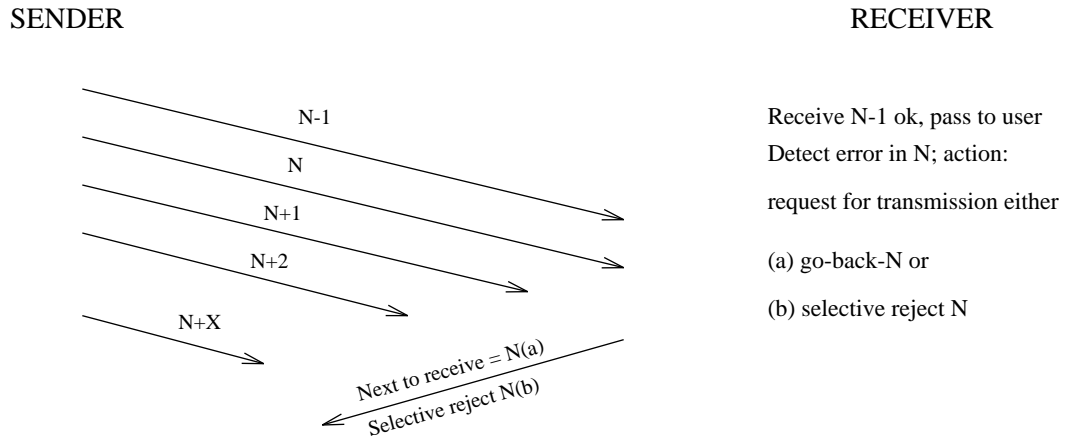 SENDER
RECEIVER
N-1
N
N+1
N+2
N+X
Next to receive = N(a)
Selective reject N(b)
Receive N-1 ok, pass to user
Detect error in N; action:
request for transmission either
(a) go-back-N or
(b) selective reject N